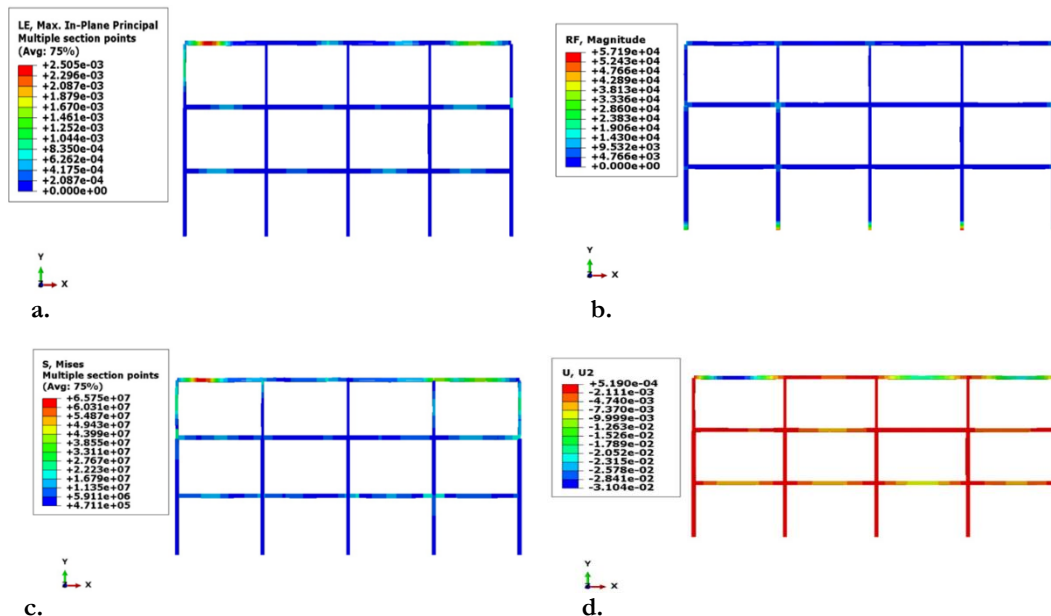 LE, Max. In-Plane Principal
Multiple section points
(Avg: 75%)
+2.505e-03
+2.296e-03
+2.087e-03
+1.879e-03
+1.670e-03
+1.461e-03
+1.252e-03
+1.044e-03
+8.350e-04
+6.262e-04
+4.175e-04
+2.087e-04
+0.000e+00
Y
Z
X
a.
RF, Magnitude
+5.719e+04
+5.243e+04
+4.766e+04
+4.289e+04
+3.813e+04
+3.336e+04
+2.860e+04
+2.383e+04
+1.906e+04
+1.430e+04
+9.532e+03
+4.766e+03
+0.000e+00
Y
Z
X
b.
S, Mises
Multiple section points
(Avg: 75%)
+6.575e+07
+6.031e+07
+5.487e+07
+4.943e+07
+4.399e+07
+3.855e+07
+3.311e+07
+2.767e+07
+2.223e+07
+1.679e+07
+1.135e+07
+5.911e+06
+4.711e+05
Y
Z
X
c.
U, U2
+5.190e-04
-2.111e-03
-4.740e-03
-7.370e-03
-9.999e-03
-1.263e-02
-1.526e-02
-1.789e-02
-2.052e-02
-2.315e-02
-2.578e-02
-2.841e-02
-3.104e-02
Y
Z
X
d.